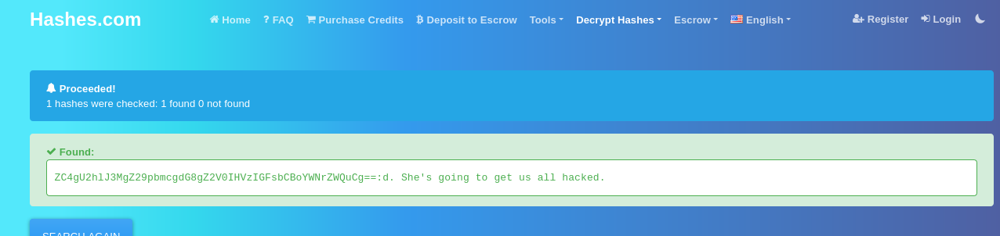 Hashes.com Home FAQ Purchase Credits Deposit to Escrow Tools Decrypt Hashes Escrow English Register Login
Proceeded!
1 hashes were checked: 1 found 0 not found
Found:
ZC4gU2hlJ3MgZ29pbmcgdG8gZ2V0IHVzIGFsbCBoYWNrZWQuCg==:d. She's going to get us all hacked.
SEARCH AGAIN